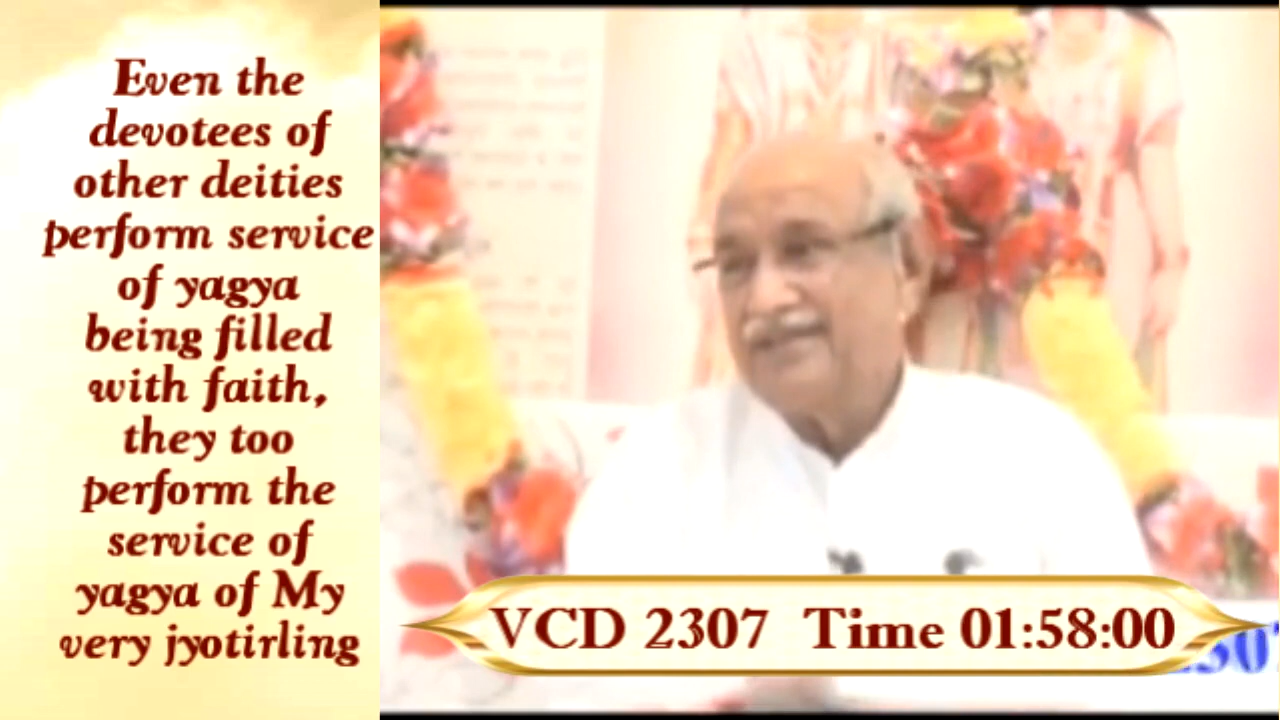 Even the
devotees of
other deities
perform service
of yagya
being filled
with faith,
they too
perform the
service of
yagya of My
very jyotirling
VCD 2307 Time 01:58:00